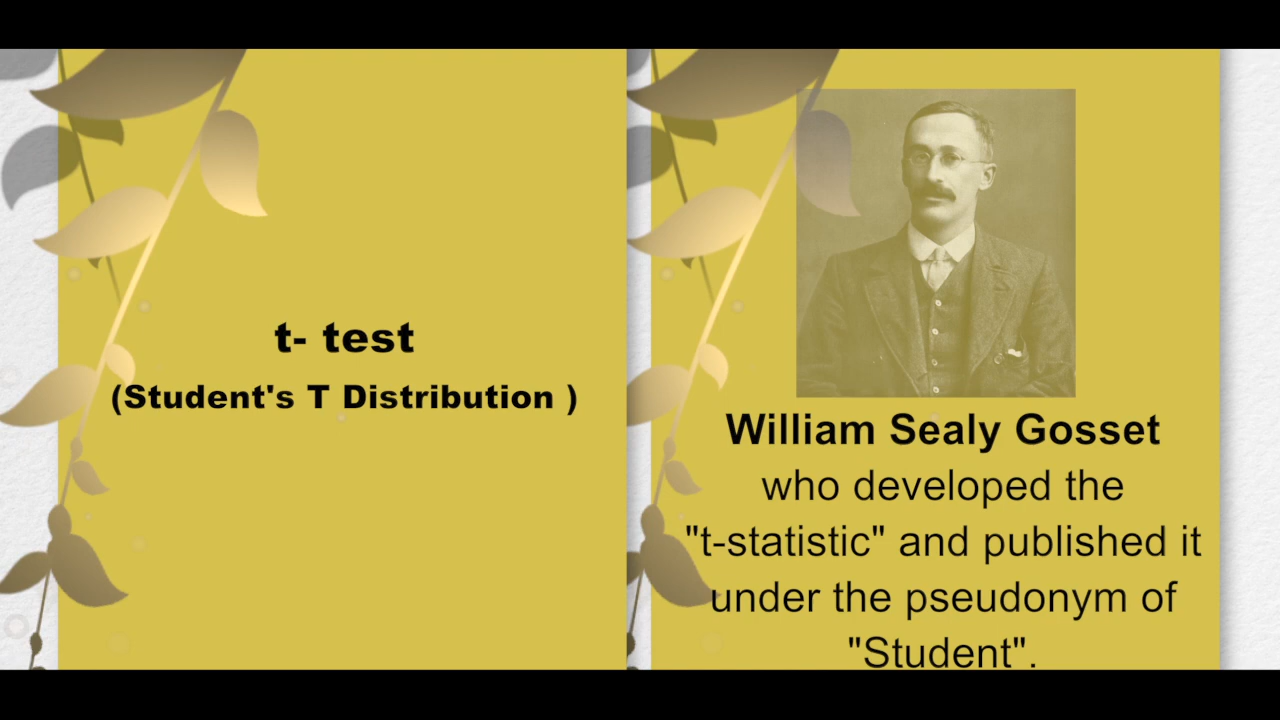 t- test
(Student's T Distribution )
William Sealy Gosset
who developed the
"t-statistic" and published it
under the pseudonym of
"Student".